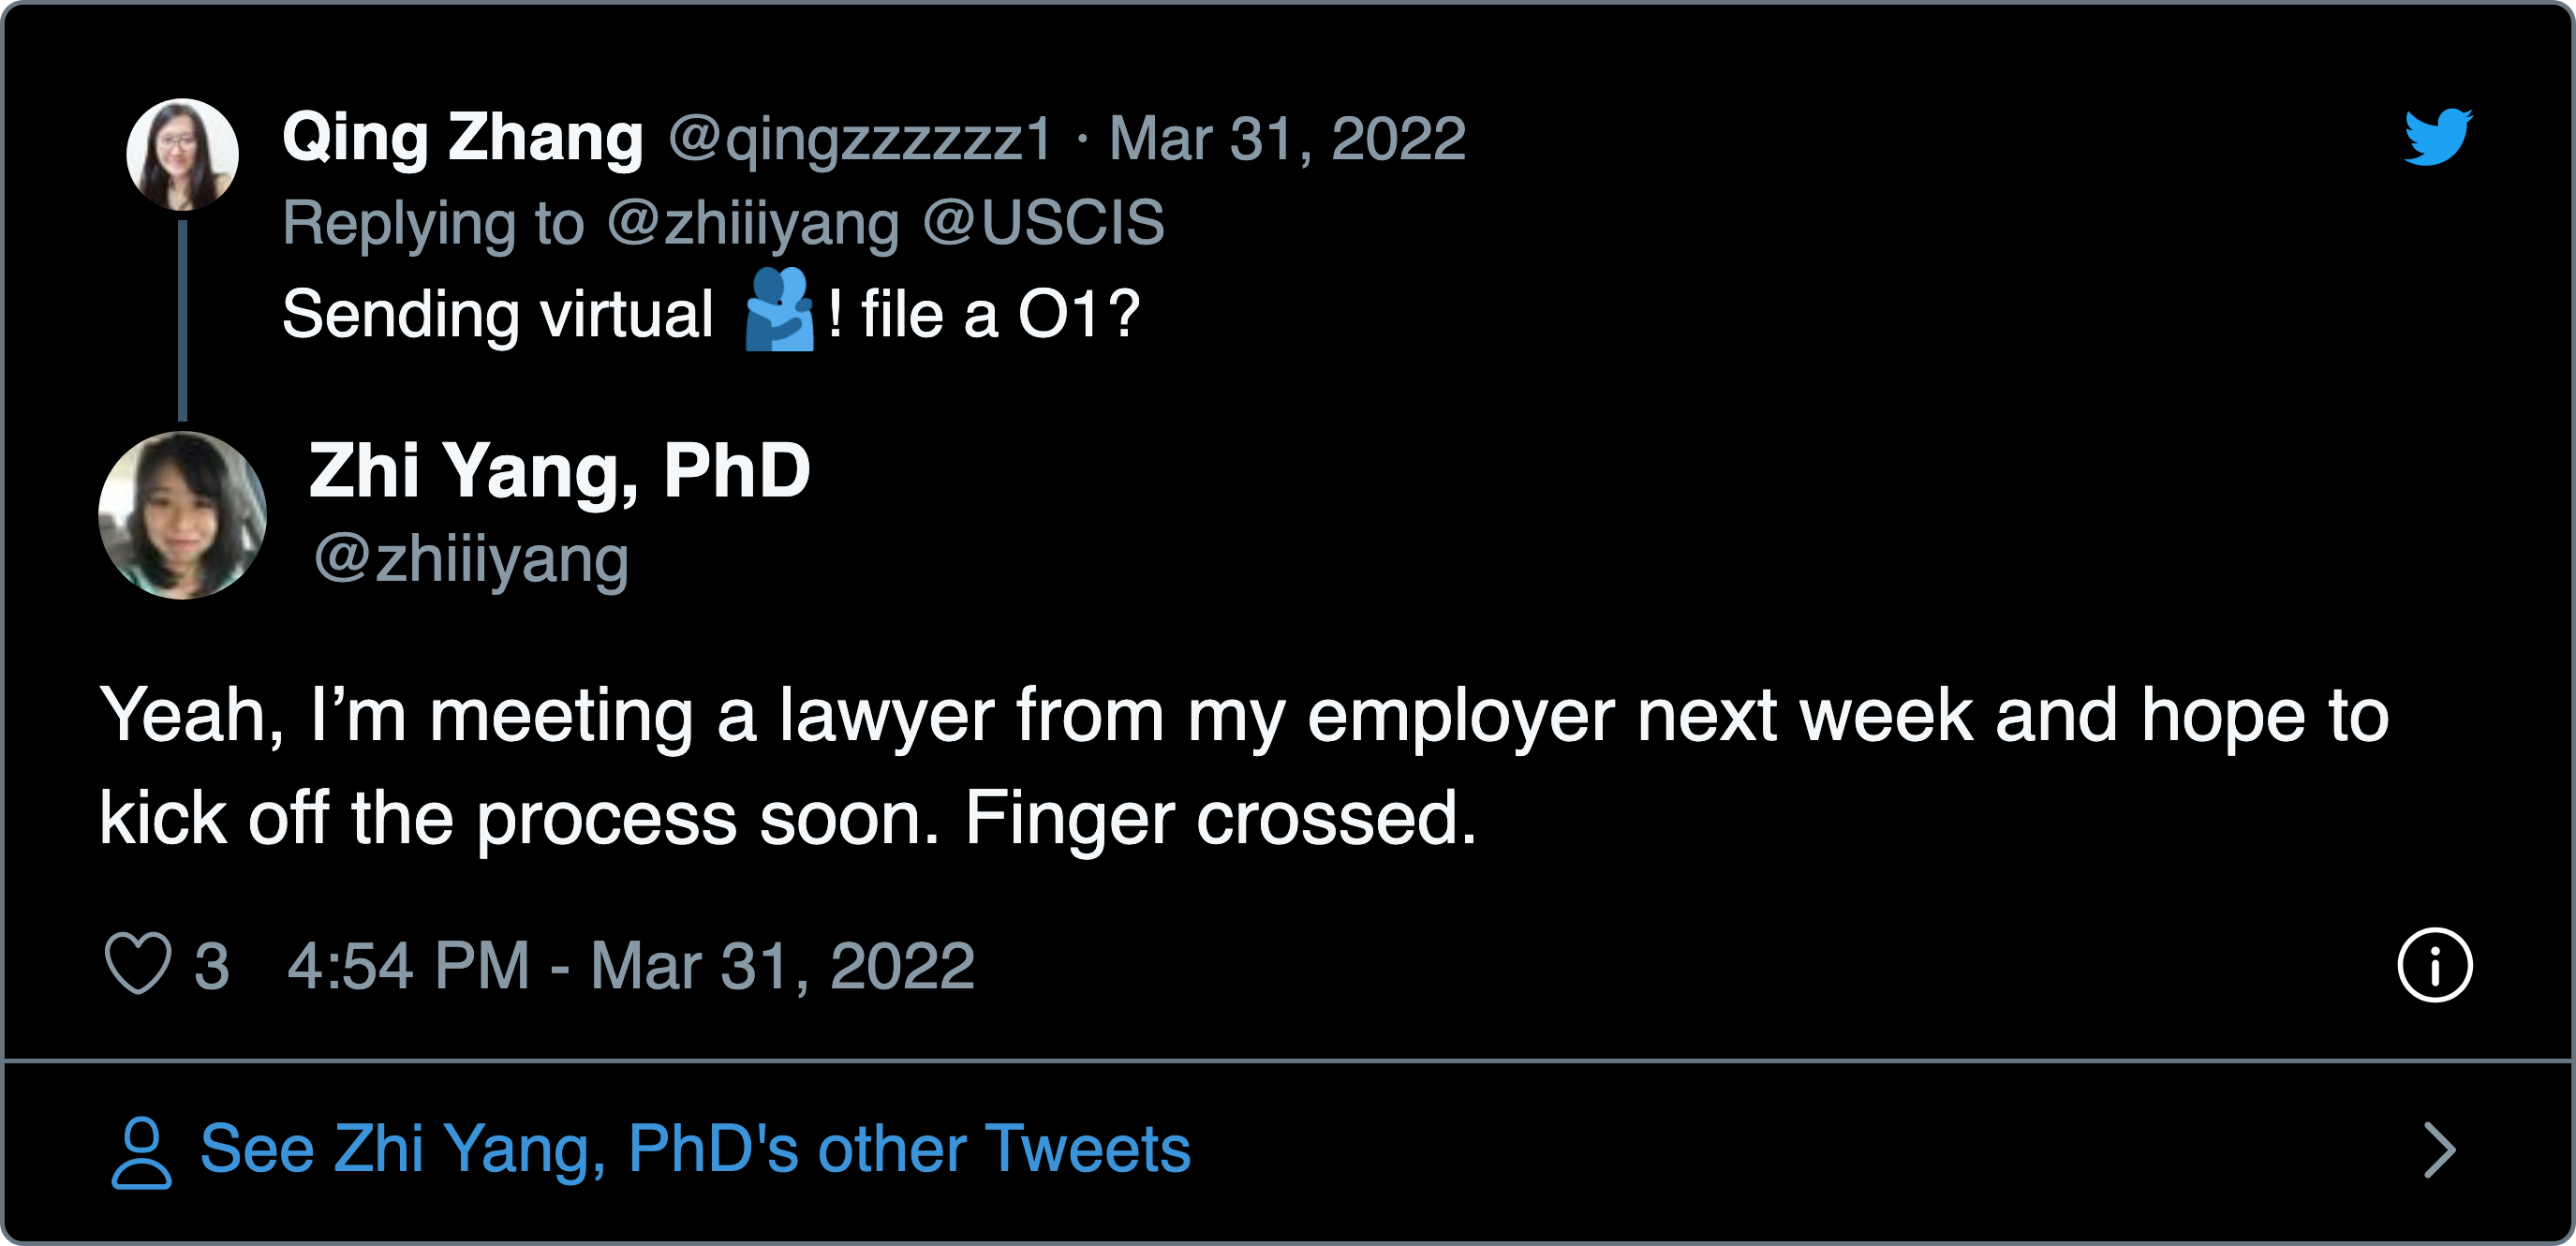 Qing Zhang @qingzzzzzz1 · Mar 31, 2022
Replying to @zhiiiyang @USCIS
Sending virtual 🫂! file a O1?
Zhi Yang, PhD
@zhiiiyang
Yeah, I’m meeting a lawyer from my employer next week and hope to
kick off the process soon. Finger crossed.
3 4:54 PM - Mar 31, 2022
See Zhi Yang, PhD's other Tweets